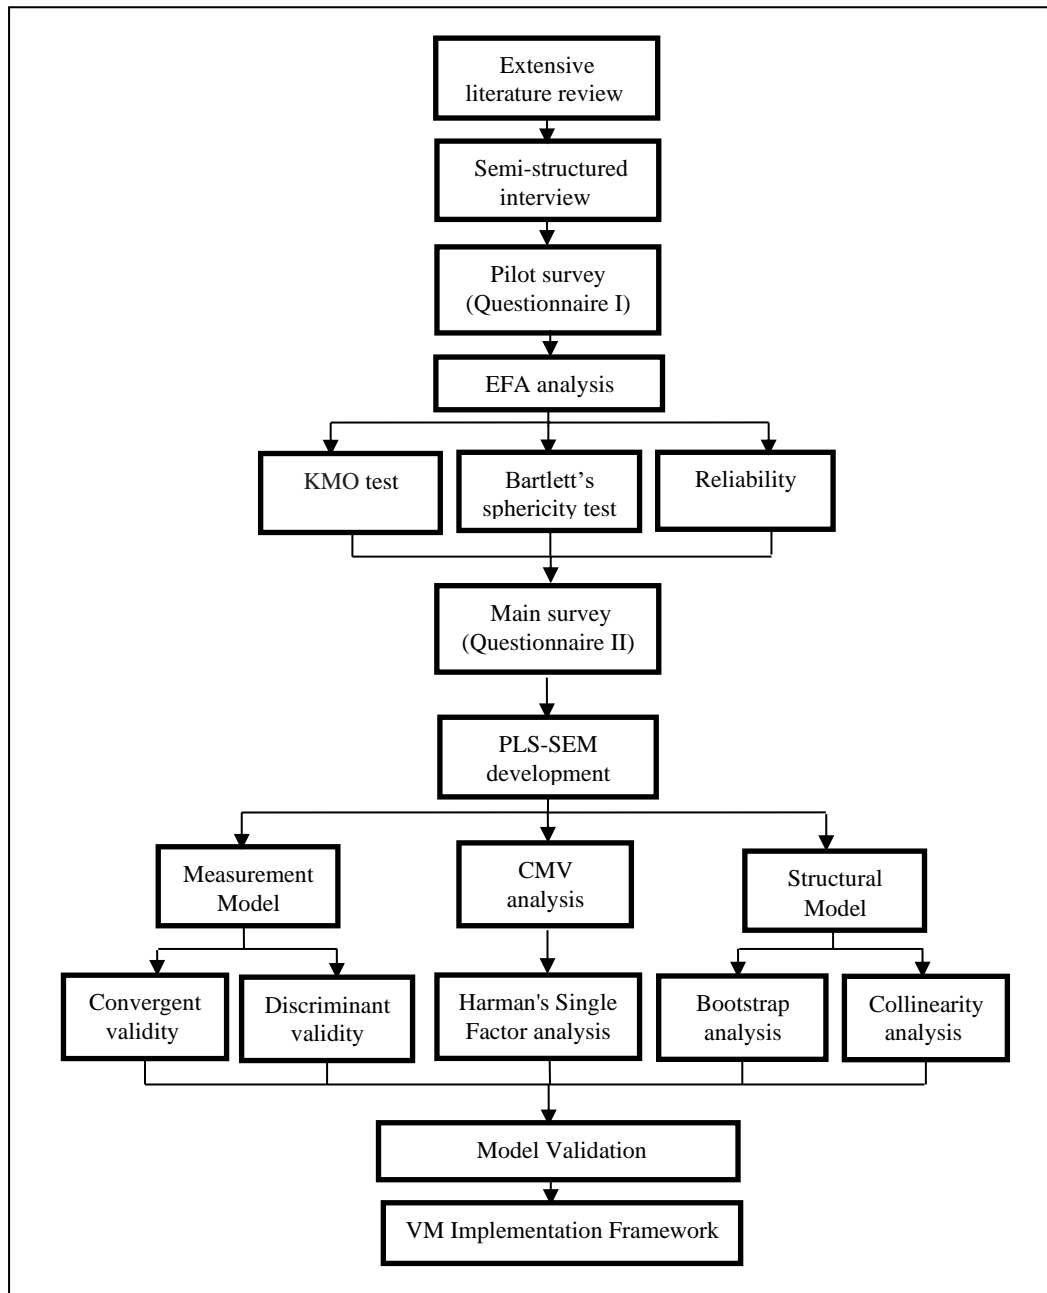 Extensive
literature review
Semi-structured
interview
Pilot survey
(Questionnaire I)
EFA analysis
KMO test
Bartlett’s
sphericity test
Reliability
Main survey
(Questionnaire II)
PLS-SEM
development
Measurement
Model
CMV
analysis
Structural
Model
Convergent
validity
Discriminant
validity
Harman's Single
Factor analysis
Bootstrap
analysis
Collinearity
analysis
Model Validation
VM Implementation Framework